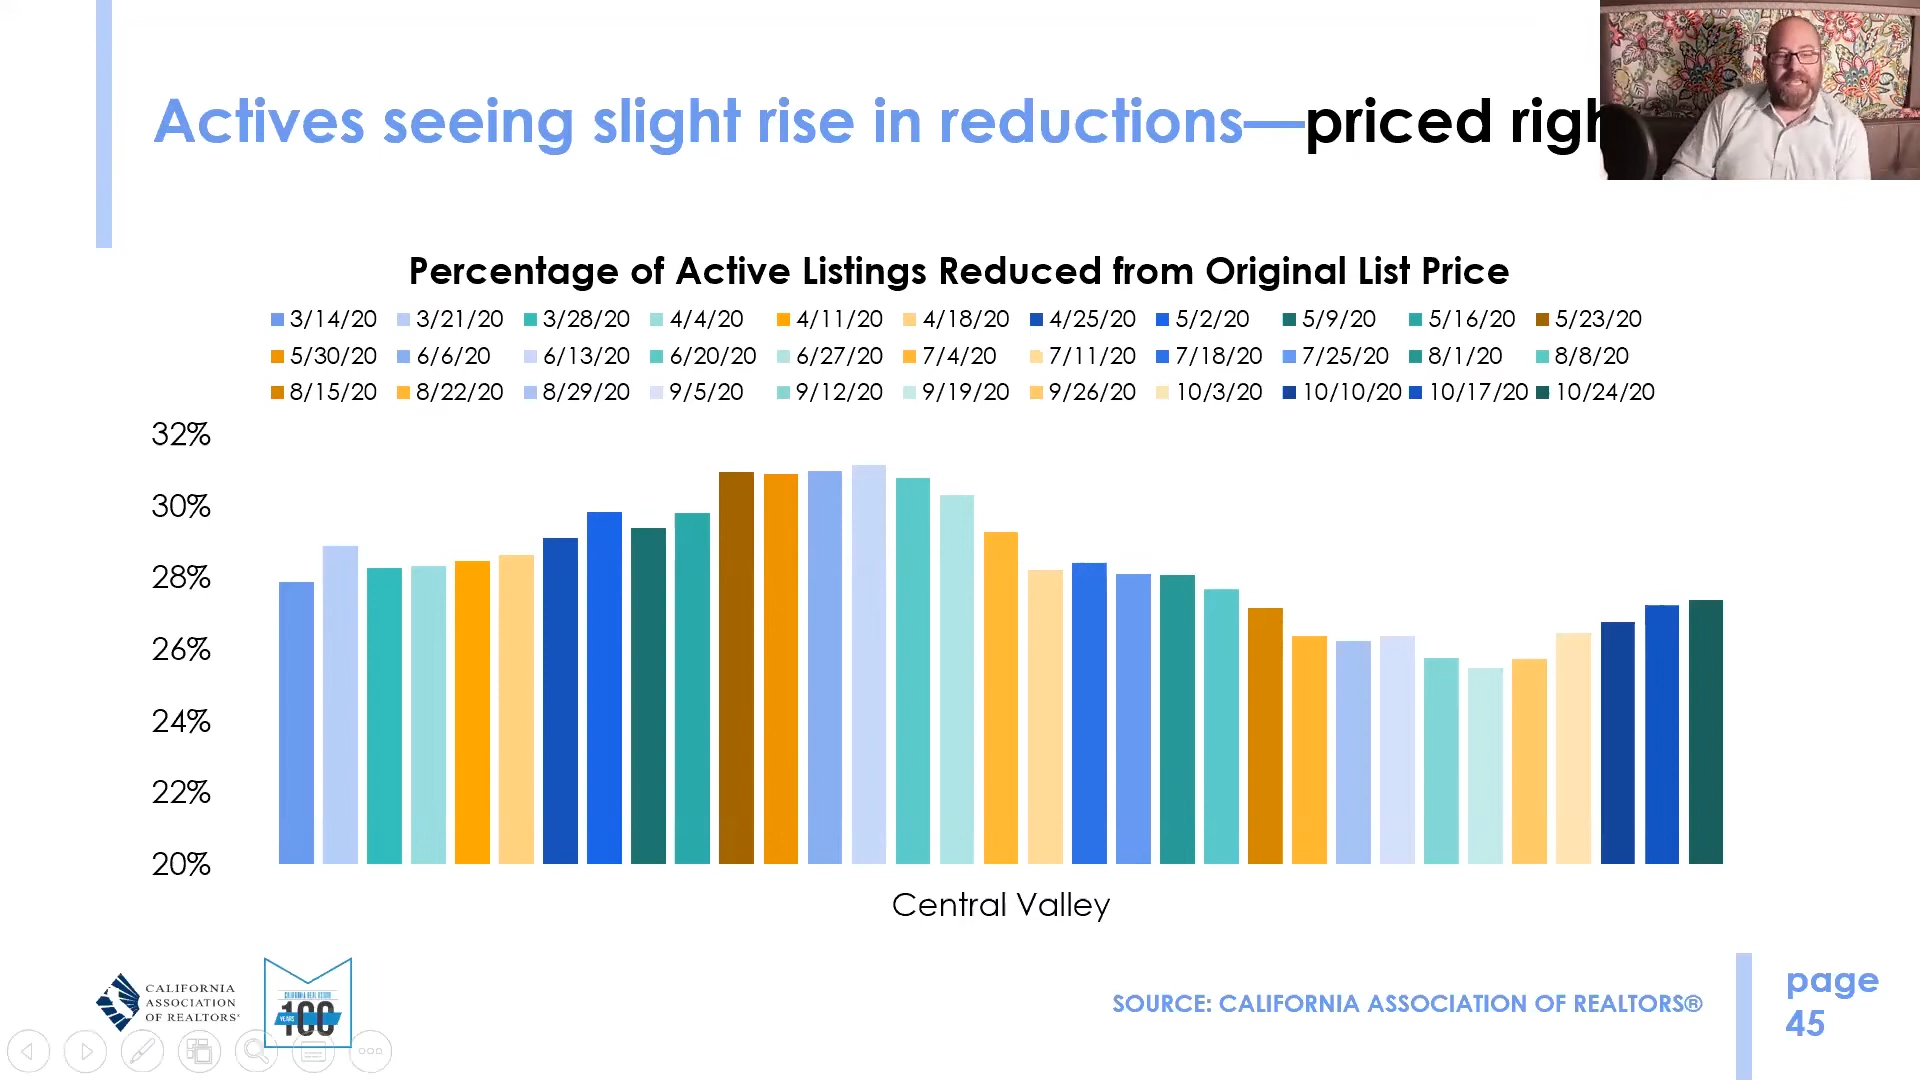 Actives seeing slight rise in reductions—priced righ
Percentage of Active Listings Reduced from Original List Price
3/14/20 3/21/20 3/28/20 4/4/20 4/11/20 4/18/20 4/25/20 5/2/20 5/9/20 5/16/20 5/23/20
5/30/20 6/6/20 6/13/20 6/20/20 6/27/20 7/4/20 7/11/20 7/18/20 7/25/20 8/1/20 8/8/20
8/15/20 8/22/20 8/29/20 9/5/20 9/12/20 9/19/20 9/26/20 10/3/20 10/10/20 10/17/20 10/24/20
32%
30%
28%
26%
24%
22%
20%
Central Valley
CALIFORNIA
ASSOCIATION
OF REALTORS®
YEARS 100
SOURCE: CALIFORNIA ASSOCIATION OF REALTORS®
page
45